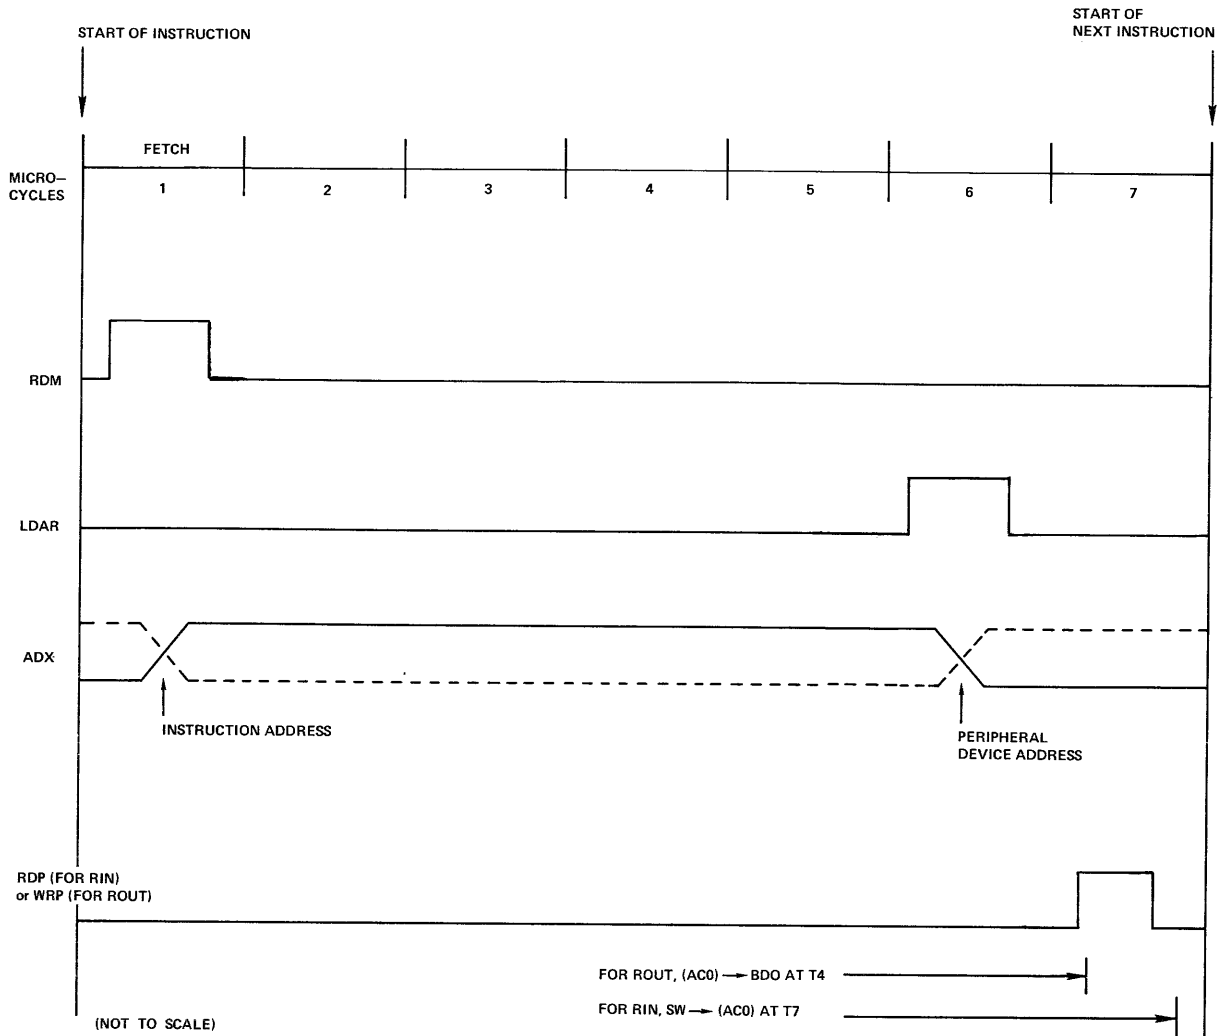 START OF INSTRUCTION
START OF
NEXT INSTRUCTION
FETCH
MICRO—
CYCLES
1
2
3
4
5
6
7
RDM
LDAR
ADX
INSTRUCTION ADDRESS
PERIPHERAL
DEVICE ADDRESS
RDP (FOR RIN)
or WRP (FOR ROUT)
FOR ROUT, (AC0) → BDO AT T4
FOR RIN, SW → (AC0) AT T7
(NOT TO SCALE)